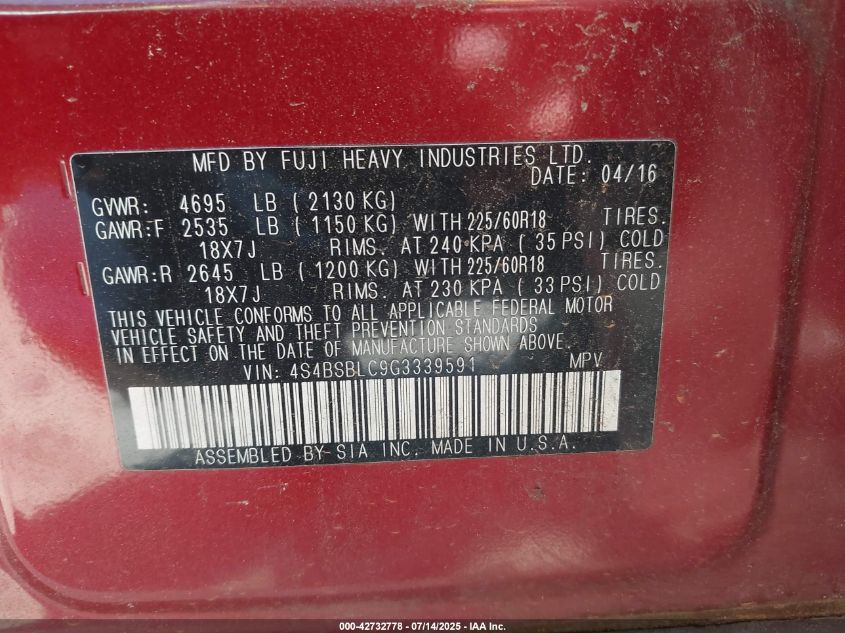 MFD BY FUJI HEAVY INDUSTRIES LTD.
DATE: 04/16
GVWR: 4695 LB ( 2130 KG)
GAWR:F 2535 LB ( 1150 KG) WITH 225/60R18 TIRES.
18X7J RIMS. AT 240 KPA ( 35 PSI) COLD
GAWR:R 2645 LB ( 1200 KG) WITH 225/60R18 TIRES.
18X7J RIMS. AT 230 KPA ( 33 PSI) COLD
THIS VEHICLE CONFORMS TO ALL APPLICABLE FEDERAL MOTOR
VEHICLE SAFETY AND THEFT PREVENTION STANDARDS
IN EFFECT ON THE DATE OF MANUFACTURE SHOWN ABOVE.
VIN: 4S4BSBLC9G3339591 MPV
ASSEMBLED BY SIA INC. MADE IN U.S.A.
000-42732778 - 07/14/2025 - IAA Inc.